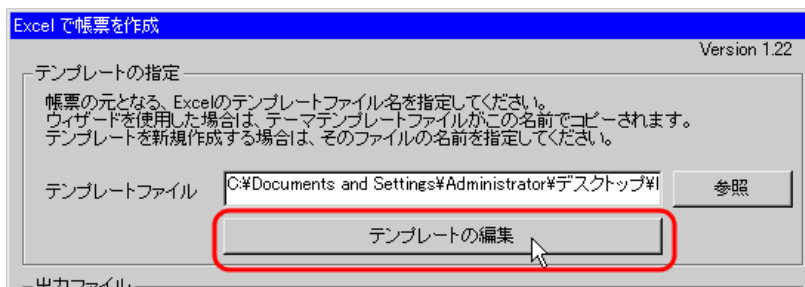 Excel で帳票を作成
Version 1.22
テンプレートの指定
帳票の元となる、Excelのテンプレートファイル名を指定してください。
ウィザードを使用した場合は、テーマテンプレートファイルがこの名前でコピーされます。
テンプレートを新規作成する場合は、そのファイルの名前を指定してください。
テンプレートファイル C:¥Documents and Settings¥Administrator¥デスクトップ¥I 参照
テンプレートの編集
出力ファイル